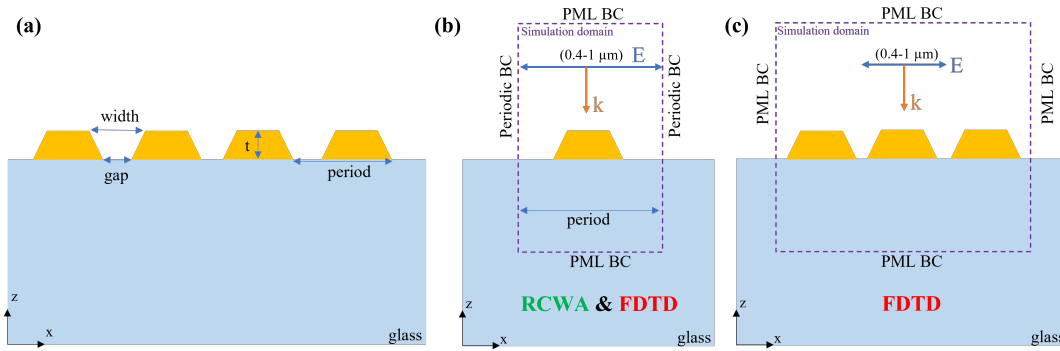 (a)
width
t
gap
period
z
x
glass
(b)
PML BC
Simulation domain
(0.4-1 µm)
E
k
Periodic BC
Periodic BC
period
PML BC
RCWA & FDTD
z
x
glass
(c)
PML BC
Simulation domain
(0.4-1 µm)
E
k
PML BC
PML BC
PML BC
FDTD
z
x
glass